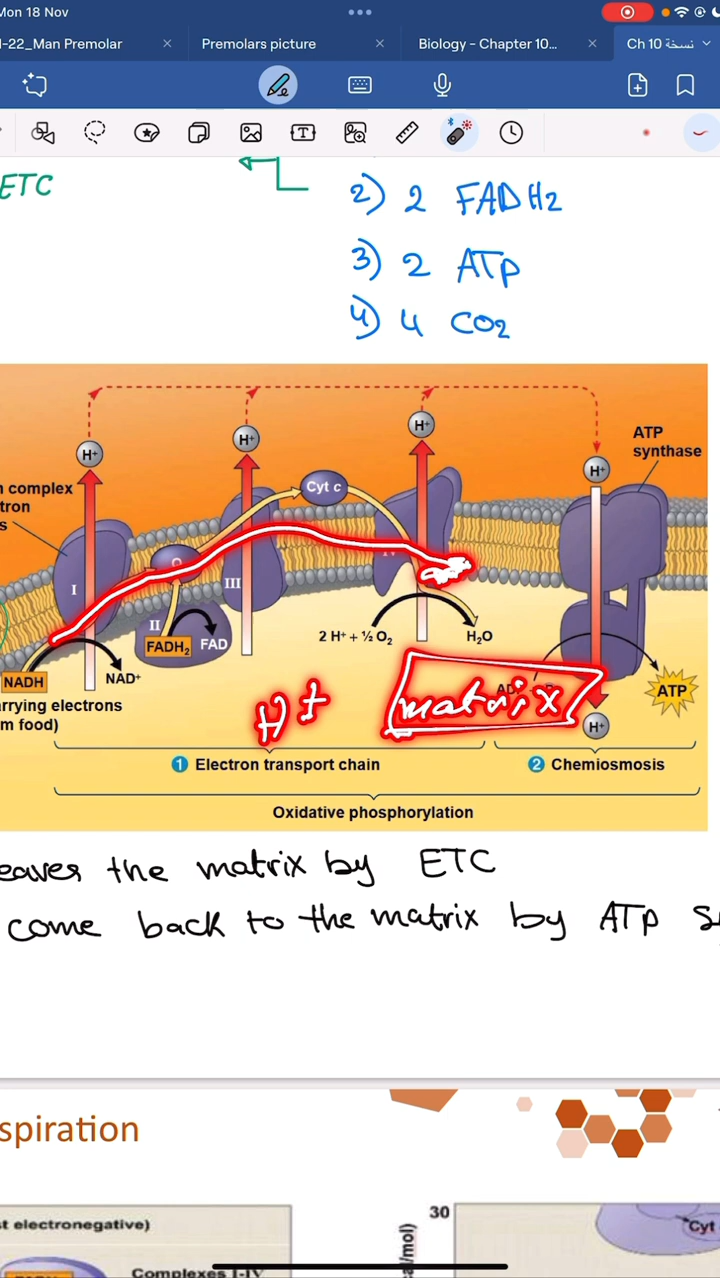 Mon 18 Nov
-22_Man Premolar
Premolars picture
Biology - Chapter 10...
Ch 10 نسخة
ETC
2) 2 FADH2
3) 2 ATP
4) 4 CO2
H+
H+
H+
H+
ATP
synthase
complex
tron
s
Cyt c
Q
I
II
III
IV
FADH2
FAD
2 H+ + ½ O2
H2O
NADH
NAD+
ATP
rrying electrons
m food)
H+
matrix
H+
1 Electron transport chain
2 Chemiosmosis
Oxidative phosphorylation
eaves the matrix by ETC
come back to the matrix by ATP
spiration
t electronegative)
30
Cyt
Complexes I-IV
al/mol)